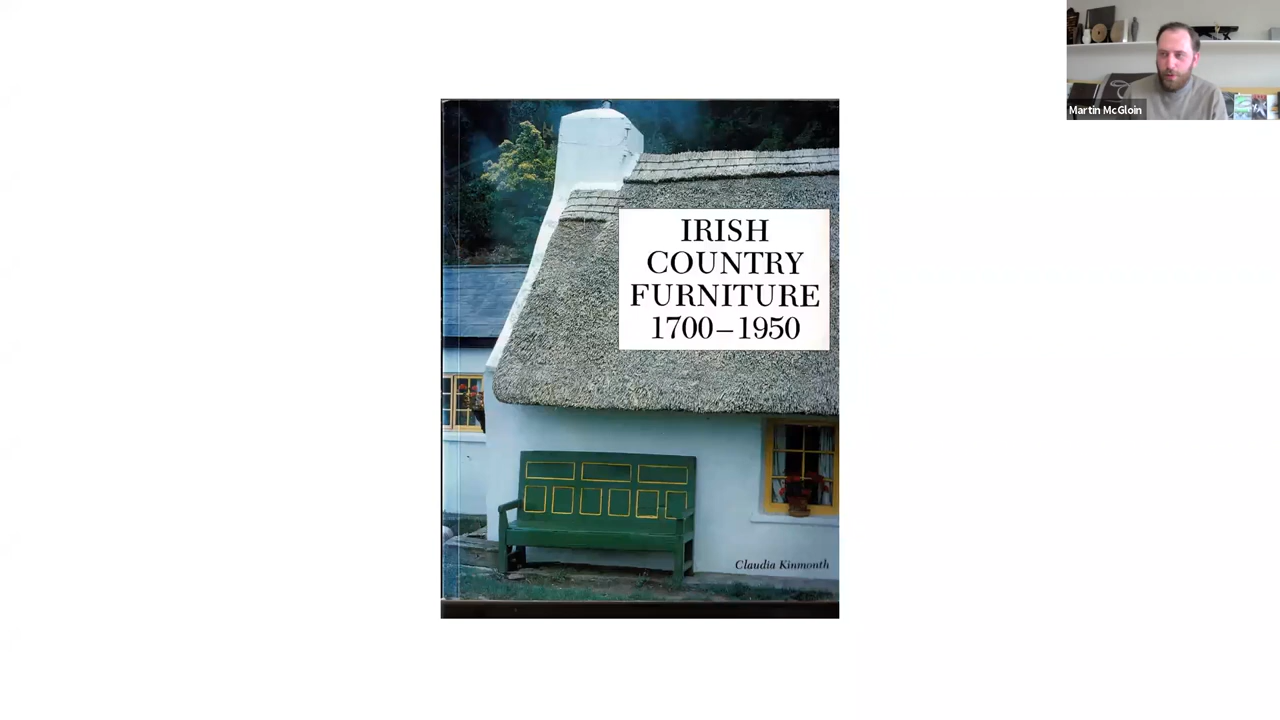 Martin McGloin
IRISH
COUNTRY
FURNITURE
1700–1950
Claudia Kinmonth